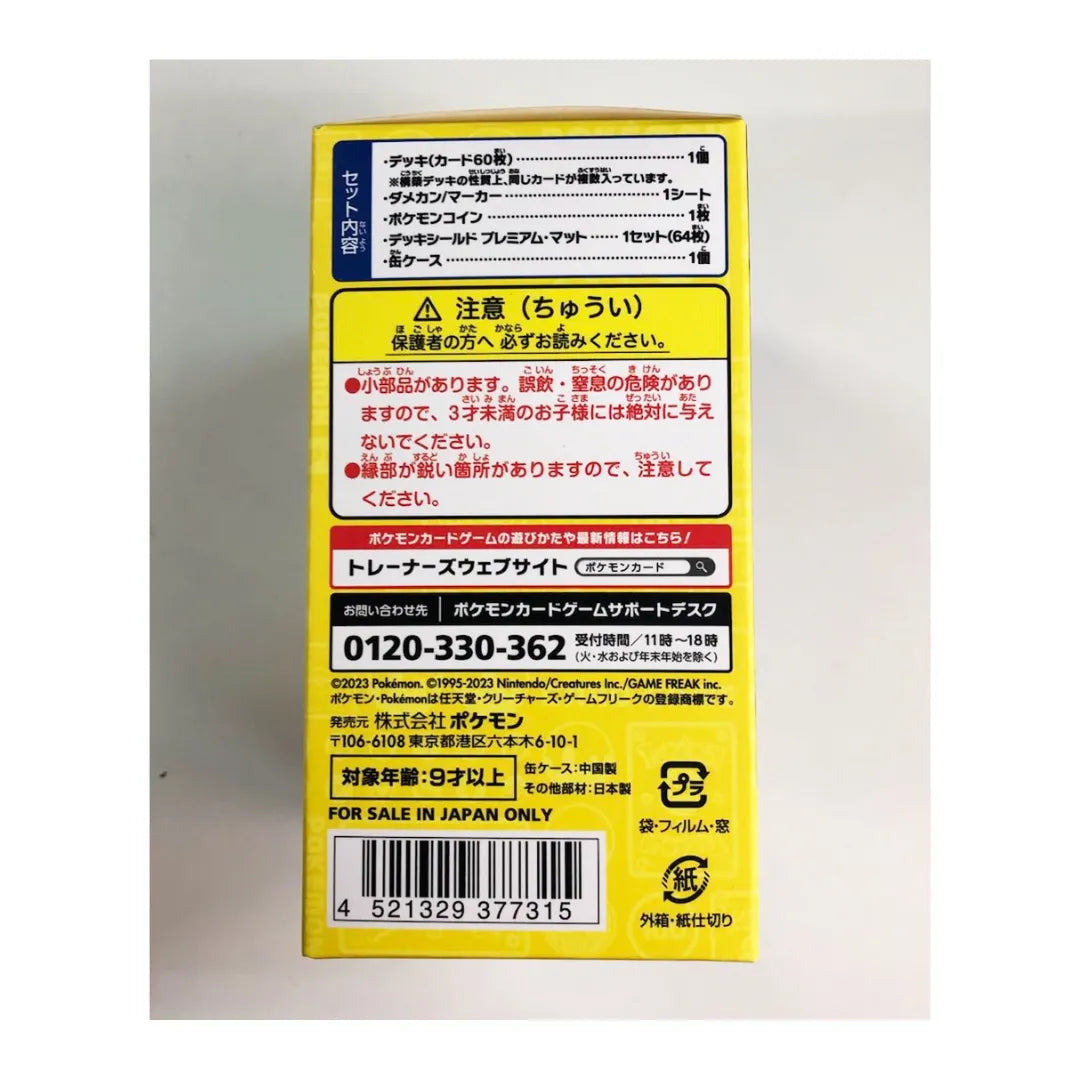 セット内容
・デッキ(カード60枚)……1個
※構築デッキの性質上、同じカードが複数入っています。
・ダメカン/マーカー……1シート
・ポケモンコイン……1枚
・デッキシールド プレミアム・マット……1セット(64枚)
・缶ケース……1個
⚠ 注意(ちゅうい)
保護者の方へ 必ずお読みください。
●小部品があります。誤飲・窒息の危険があり
ますので、3才未満のお子様には絶対に与え
ないでください。
●縁部が鋭い箇所がありますので、注意して
ください。
ポケモンカードゲームの遊びかたや最新情報はこちら!
トレーナーズウェブサイト ポケモンカード
お問い合わせ先 ポケモンカードゲームサポートデスク
0120-330-362 受付時間/11時~18時
(火・水および年末年始を除く)
©2023 Pokémon. ©1995-2023 Nintendo/Creatures Inc./GAME FREAK inc.
ポケモン・Pokémonは任天堂・クリーチャーズ・ゲームフリークの登録商標です。
発売元 株式会社ポケモン
〒106-6108 東京都港区六本木6-10-1
対象年齢:9才以上
缶ケース:中国製
その他部材:日本製
FOR SALE IN JAPAN ONLY
4 521329 377315
プラ
袋・フィルム・窓
紙
外箱・紙仕切り